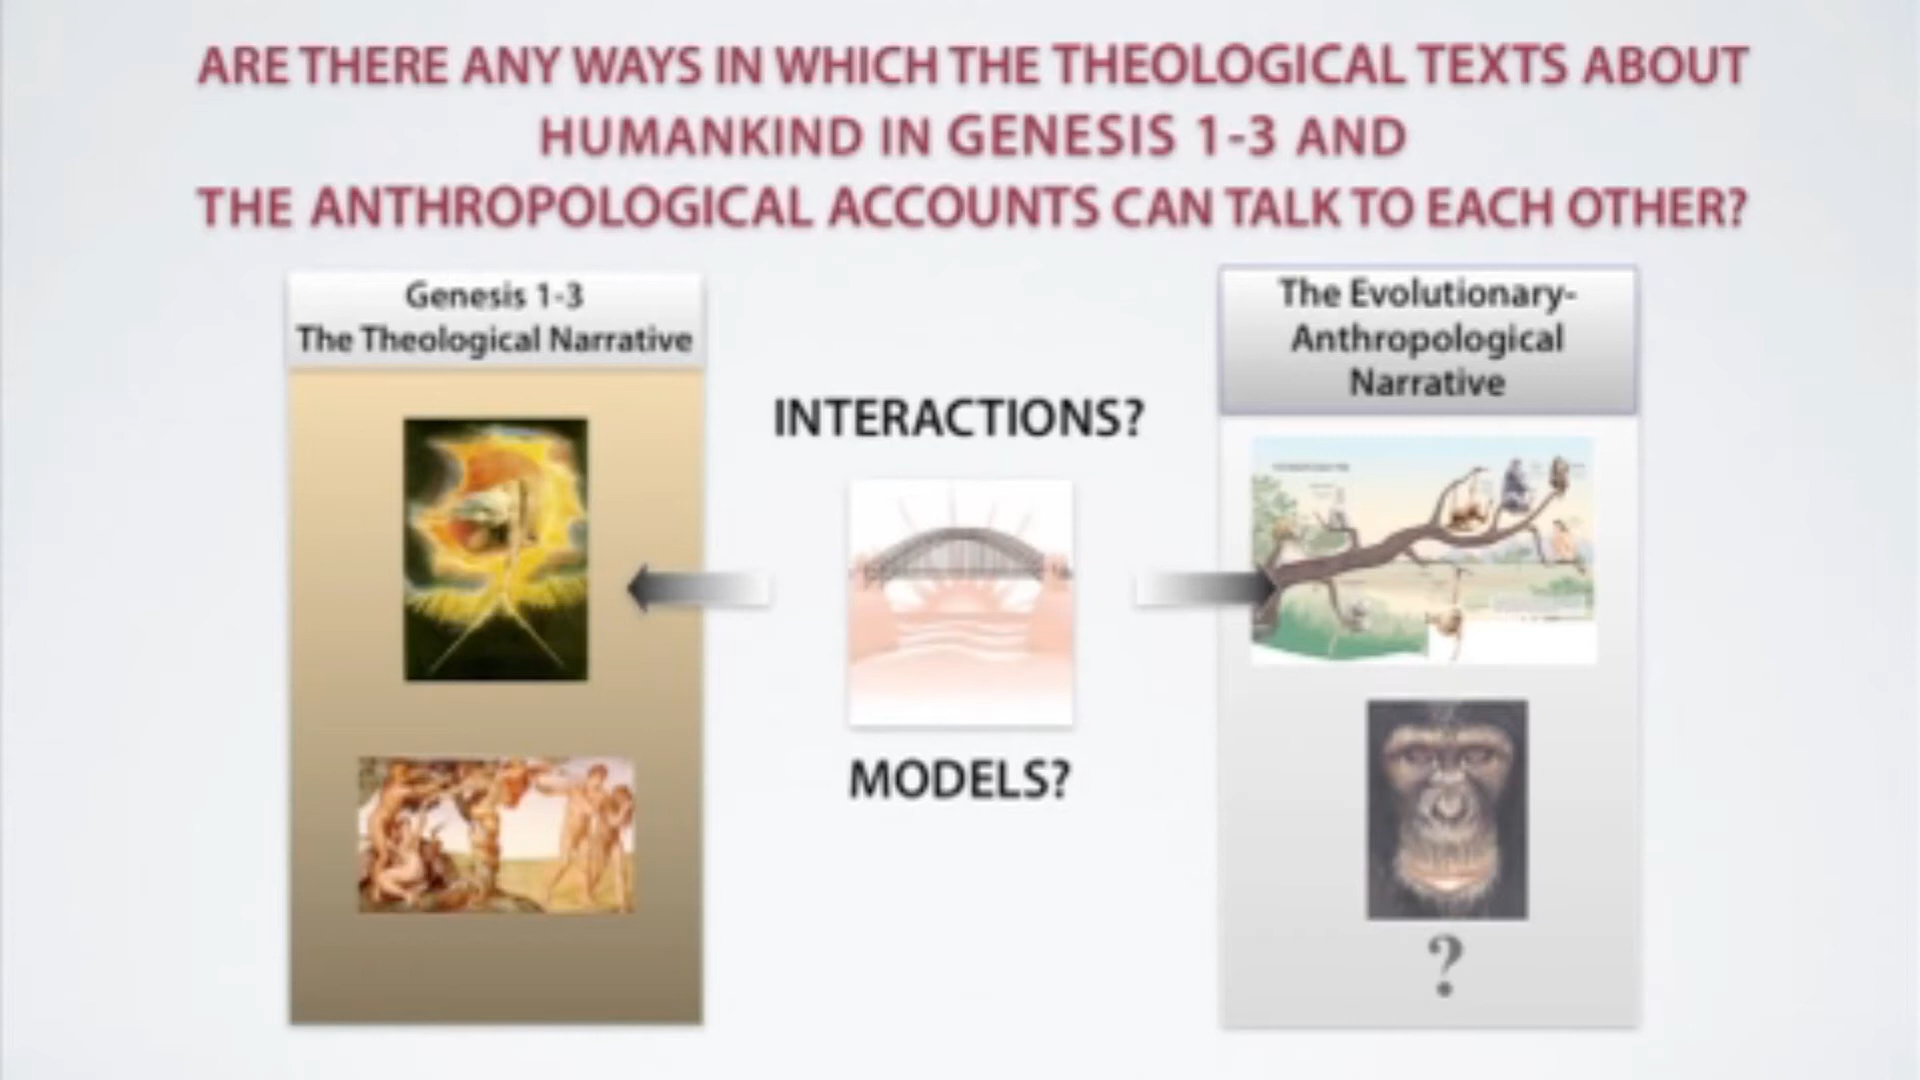 ARE THERE ANY WAYS IN WHICH THE THEOLOGICAL TEXTS ABOUT
HUMANKIND IN GENESIS 1-3 AND
THE ANTHROPOLOGICAL ACCOUNTS CAN TALK TO EACH OTHER?
Genesis 1-3
The Theological Narrative
The Evolutionary-
Anthropological
Narrative
INTERACTIONS?
MODELS?
?